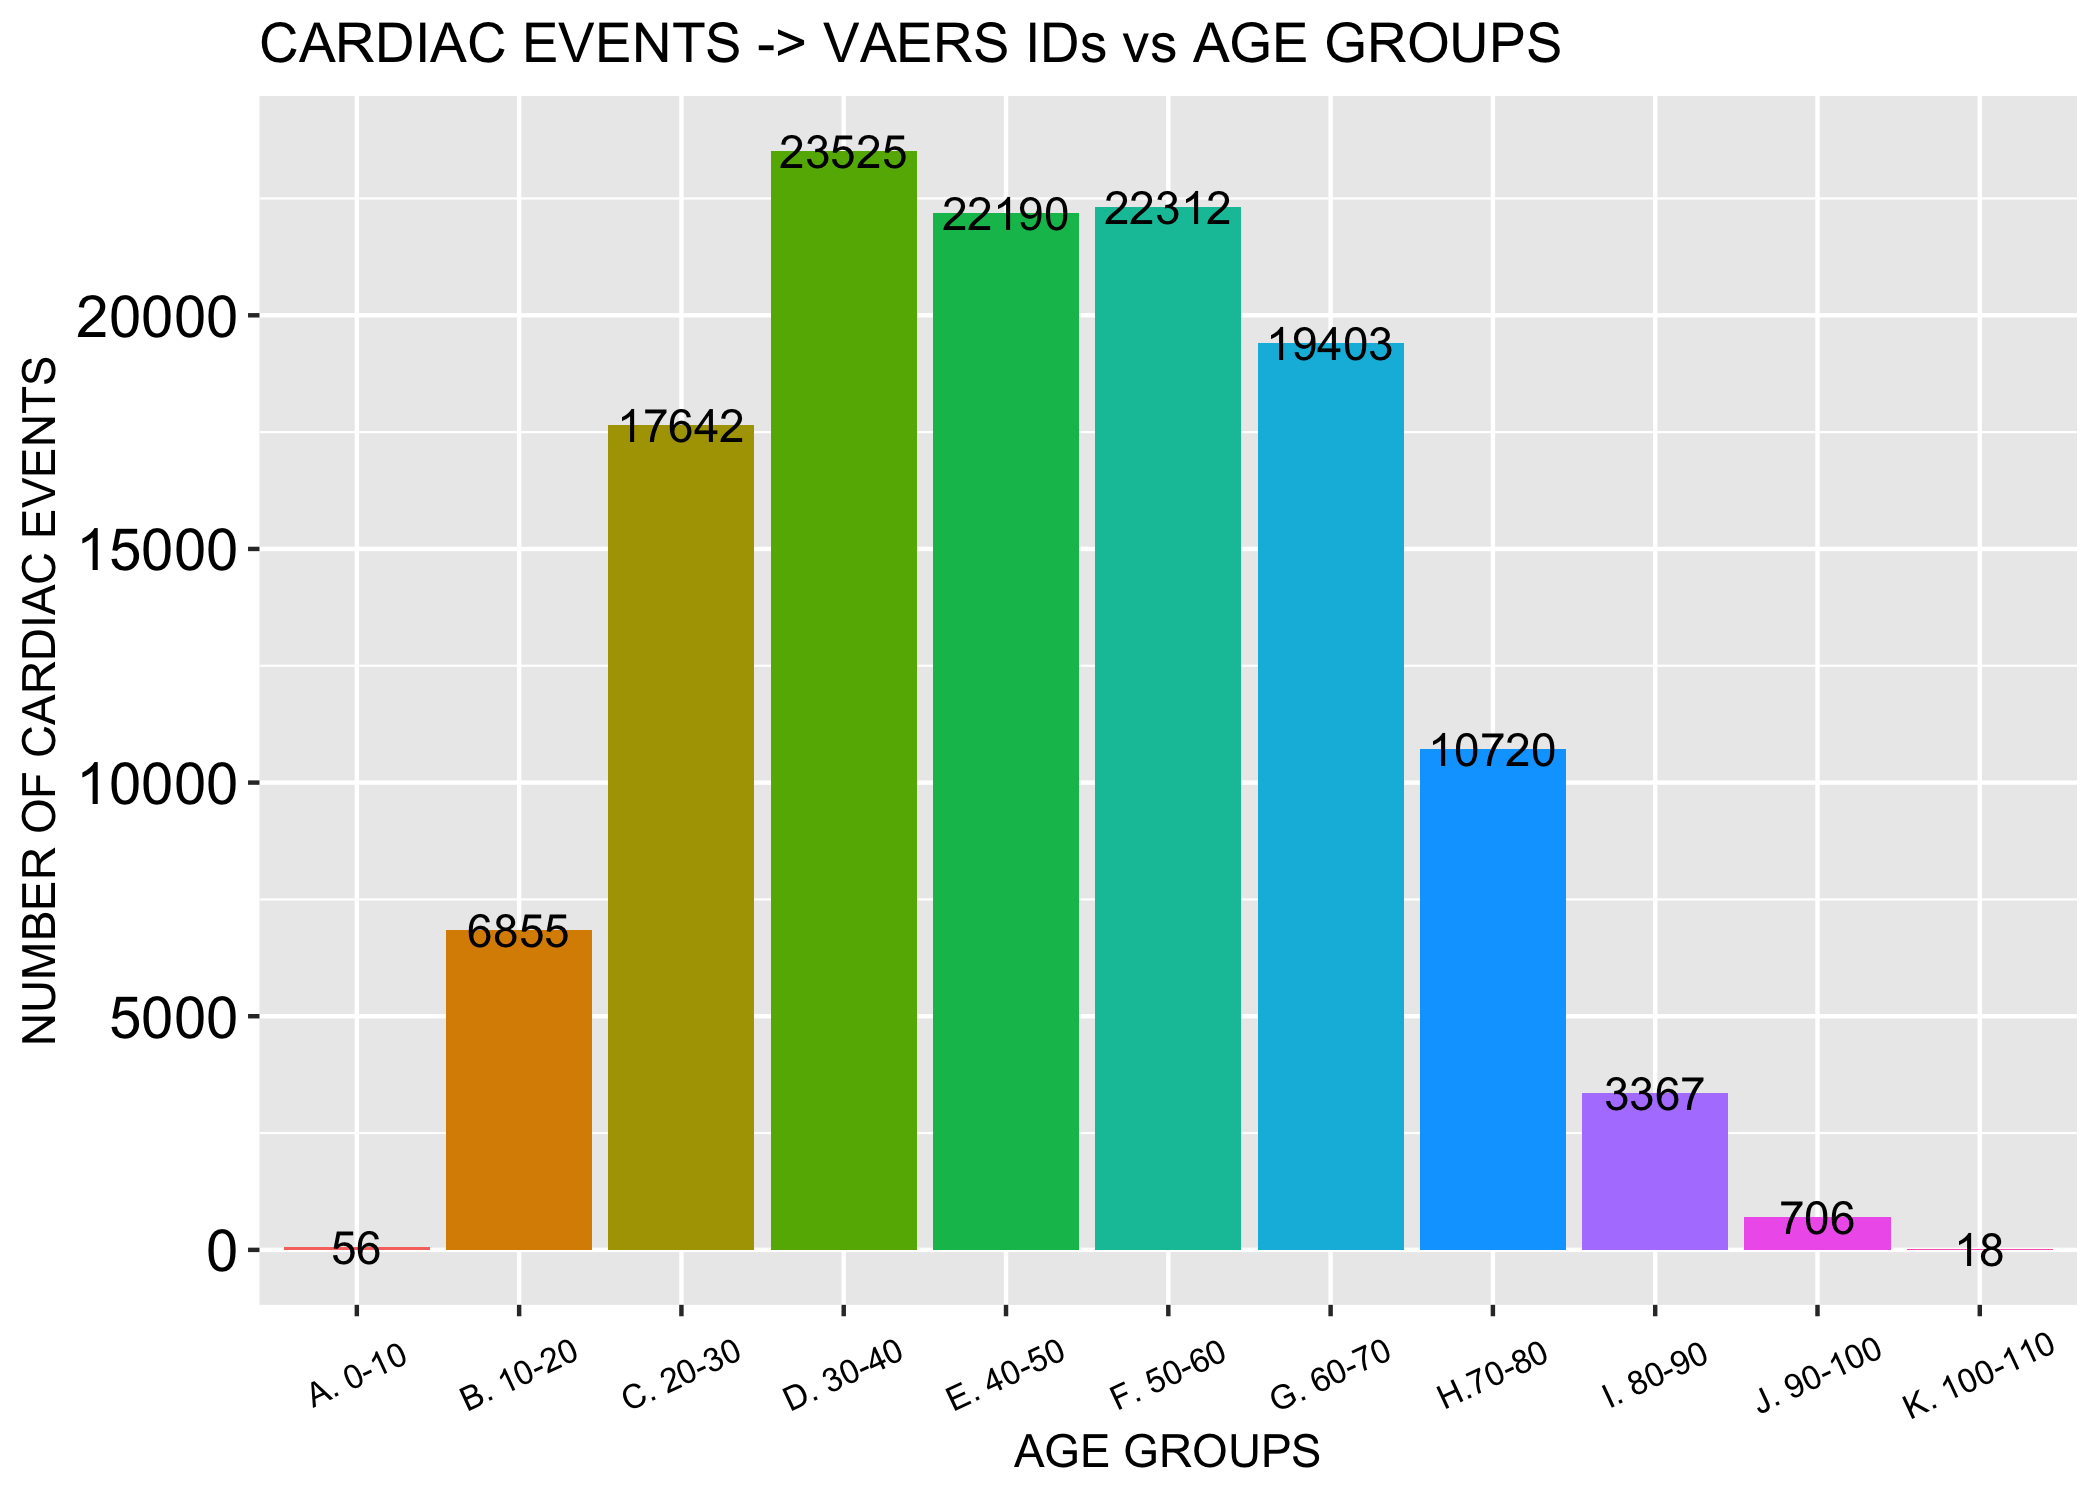 CARDIAC EVENTS -> VAERS IDs vs AGE GROUPS
NUMBER OF CARDIAC EVENTS
20000
15000
10000
5000
0
56
6855
17642
23525
22190
22312
19403
10720
3367
706
18
A. 0-10
B. 10-20
C. 20-30
D. 30-40
E. 40-50
F. 50-60
G. 60-70
H.70-80
I. 80-90
J. 90-100
K. 100-110
AGE GROUPS